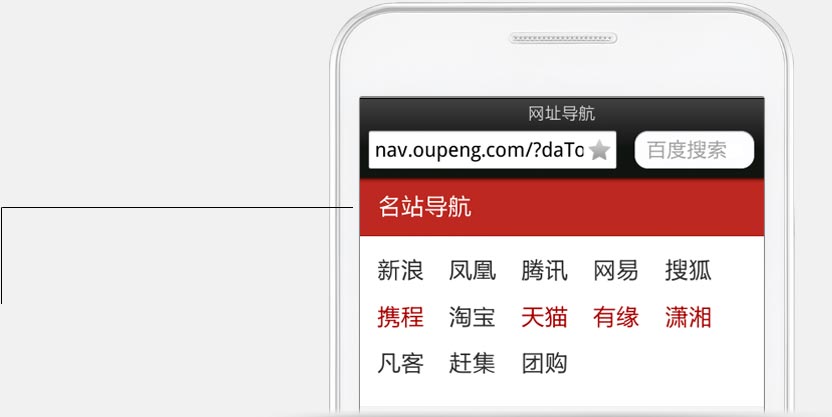 网址导航
nav.oupeng.com/?daTo 百度搜索
名站导航
新浪 凤凰 腾讯 网易 搜狐
携程 淘宝 天猫 有缘 潇湘
凡客 赶集 团购